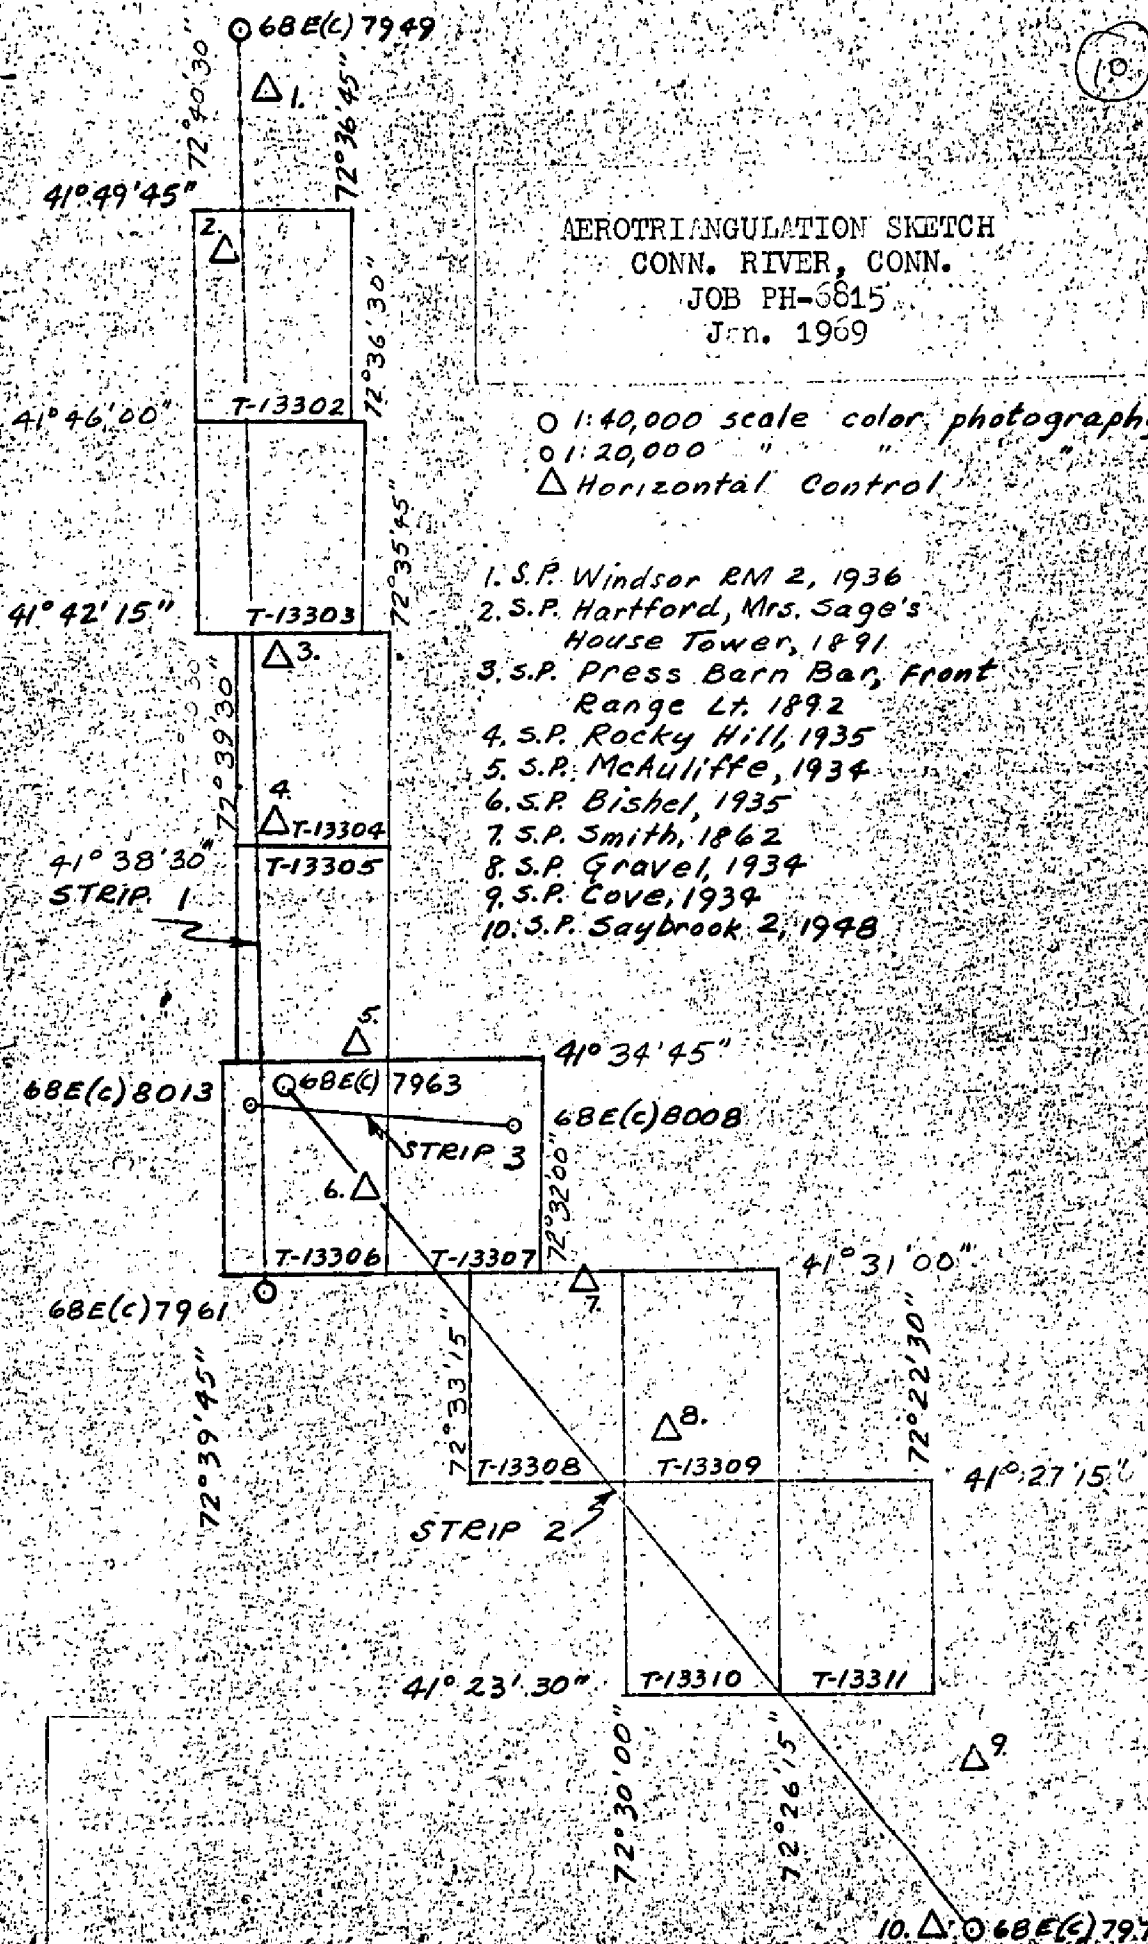 10
68E(C) 7949
72° 40' 30"
72° 36' 45"
1.
41° 49' 45"
2.
AEROTRIANGULATION SKETCH
CONN. RIVER, CONN.
JOB PH-6815
Jan. 1969
72° 36' 30"
T-13302
41° 46' 00"
1:40,000 scale color photographs
1:20,000 " " "
Horizontal Control
72° 35' 45"
1. S.P. Windsor RM 2, 1936
2. S.P. Hartford, Mrs. Sage's
House Tower, 1891
3. S.P. Press Barn Bar, Front
Range Lt. 1892
4. S.P. Rocky Hill, 1935
5. S.P. McAuliffe, 1934
6. S.P. Bishel, 1935
7. S.P. Smith, 1862
8. S.P. Gravel, 1934
9. S.P. Cove, 1934
10. S.P. Saybrook 2, 1948
41° 42' 15"
T-13303
3.
72° 39' 30"
4.
T-13304
41° 38' 30"
T-13305
STRIP 1
5.
41° 34' 45"
68E(C) 8013
68E(C) 7963
68E(C) 8008
STRIP 3
6.
72° 32' 00"
T-13306
T-13307
41° 31' 00"
7.
68E(C) 7961
72° 39' 45"
72° 33' 15"
72° 22' 30"
8.
T-13308
T-13309
41° 27' 15"
STRIP 2
41° 23' 30"
T-13310
T-13311
72° 30' 00"
72° 26' 15"
9.
10.
68E(C)